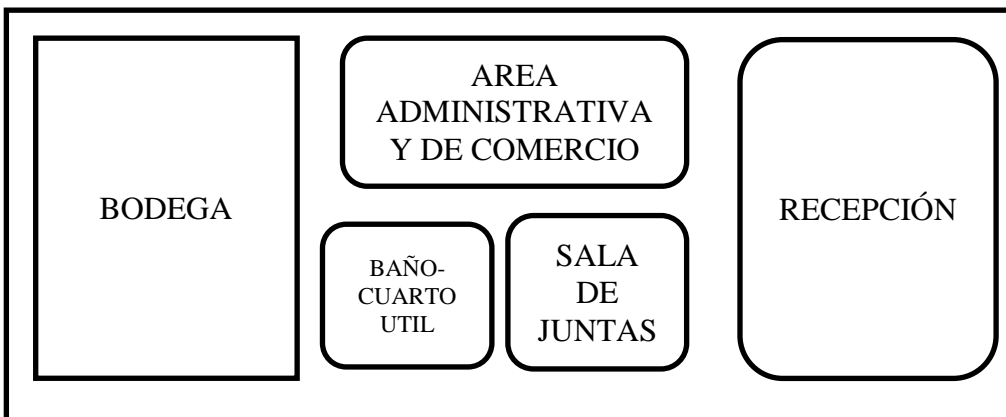 BODEGA
AREA
ADMINISTRATIVA
Y DE COMERCIO
BAÑO-
CUARTO
UTIL
SALA
DE
JUNTAS
RECEPCIÓN